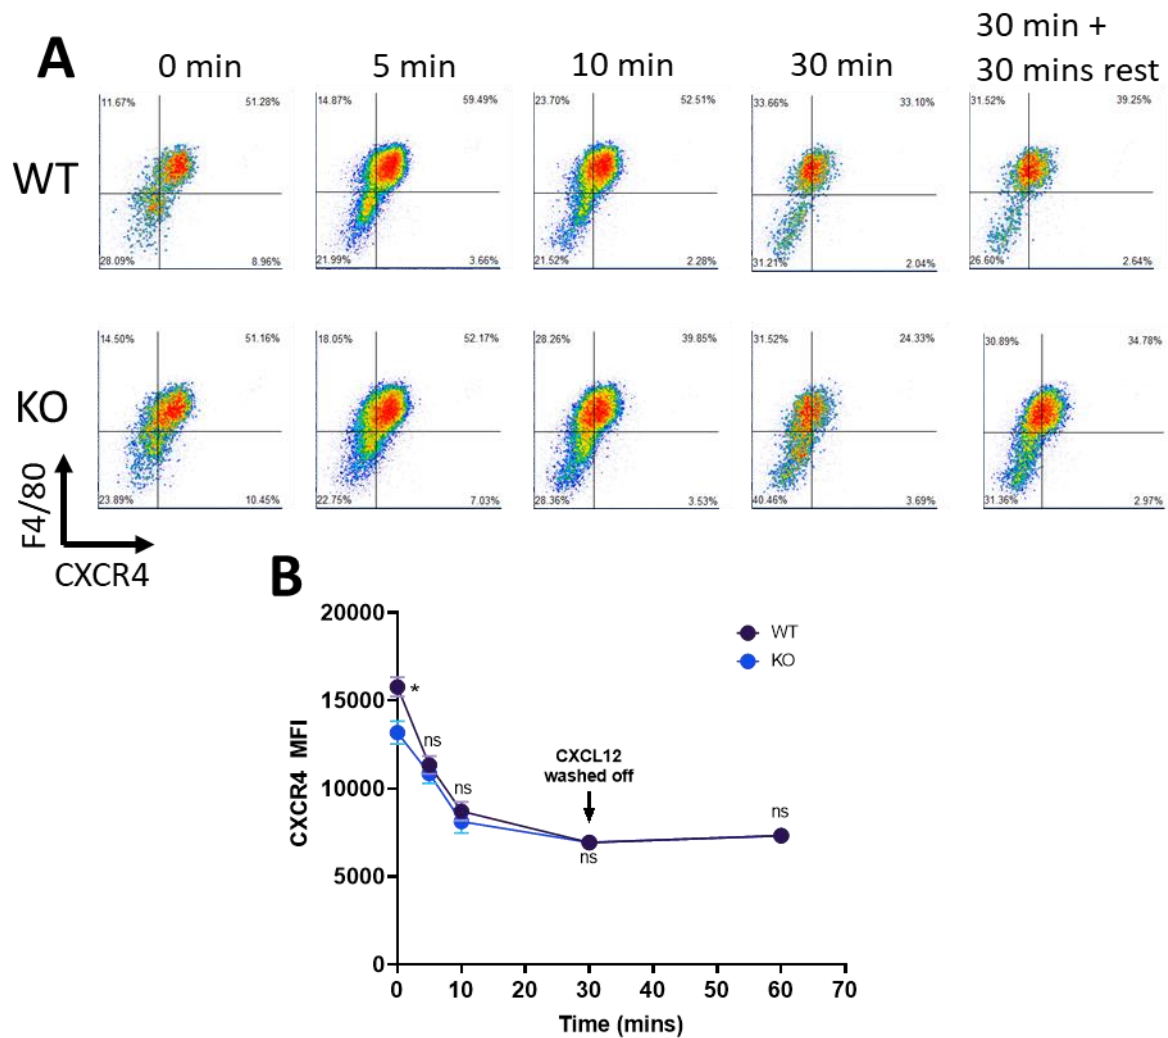 A
0 min
5 min
10 min
30 min
30 min +
30 mins rest
WT
11.67%
51.28%
28.09%
8.96%
14.87%
59.49%
21.99%
3.66%
23.70%
52.51%
21.52%
2.28%
33.66%
33.10%
31.21%
2.04%
31.52%
39.25%
26.60%
2.64%
KO
14.50%
51.16%
23.89%
10.45%
18.05%
52.17%
22.75%
7.03%
28.26%
39.85%
28.36%
3.53%
31.52%
24.33%
40.46%
3.69%
30.89%
34.78%
31.36%
2.97%
F4/80
CXCR4
B
CXCR4 MFI
20000
15000
10000
5000
0
WT
KO
*
ns
ns
CXCL12
washed off
ns
ns
0 10 20 30 40 50 60 70
Time (mins)